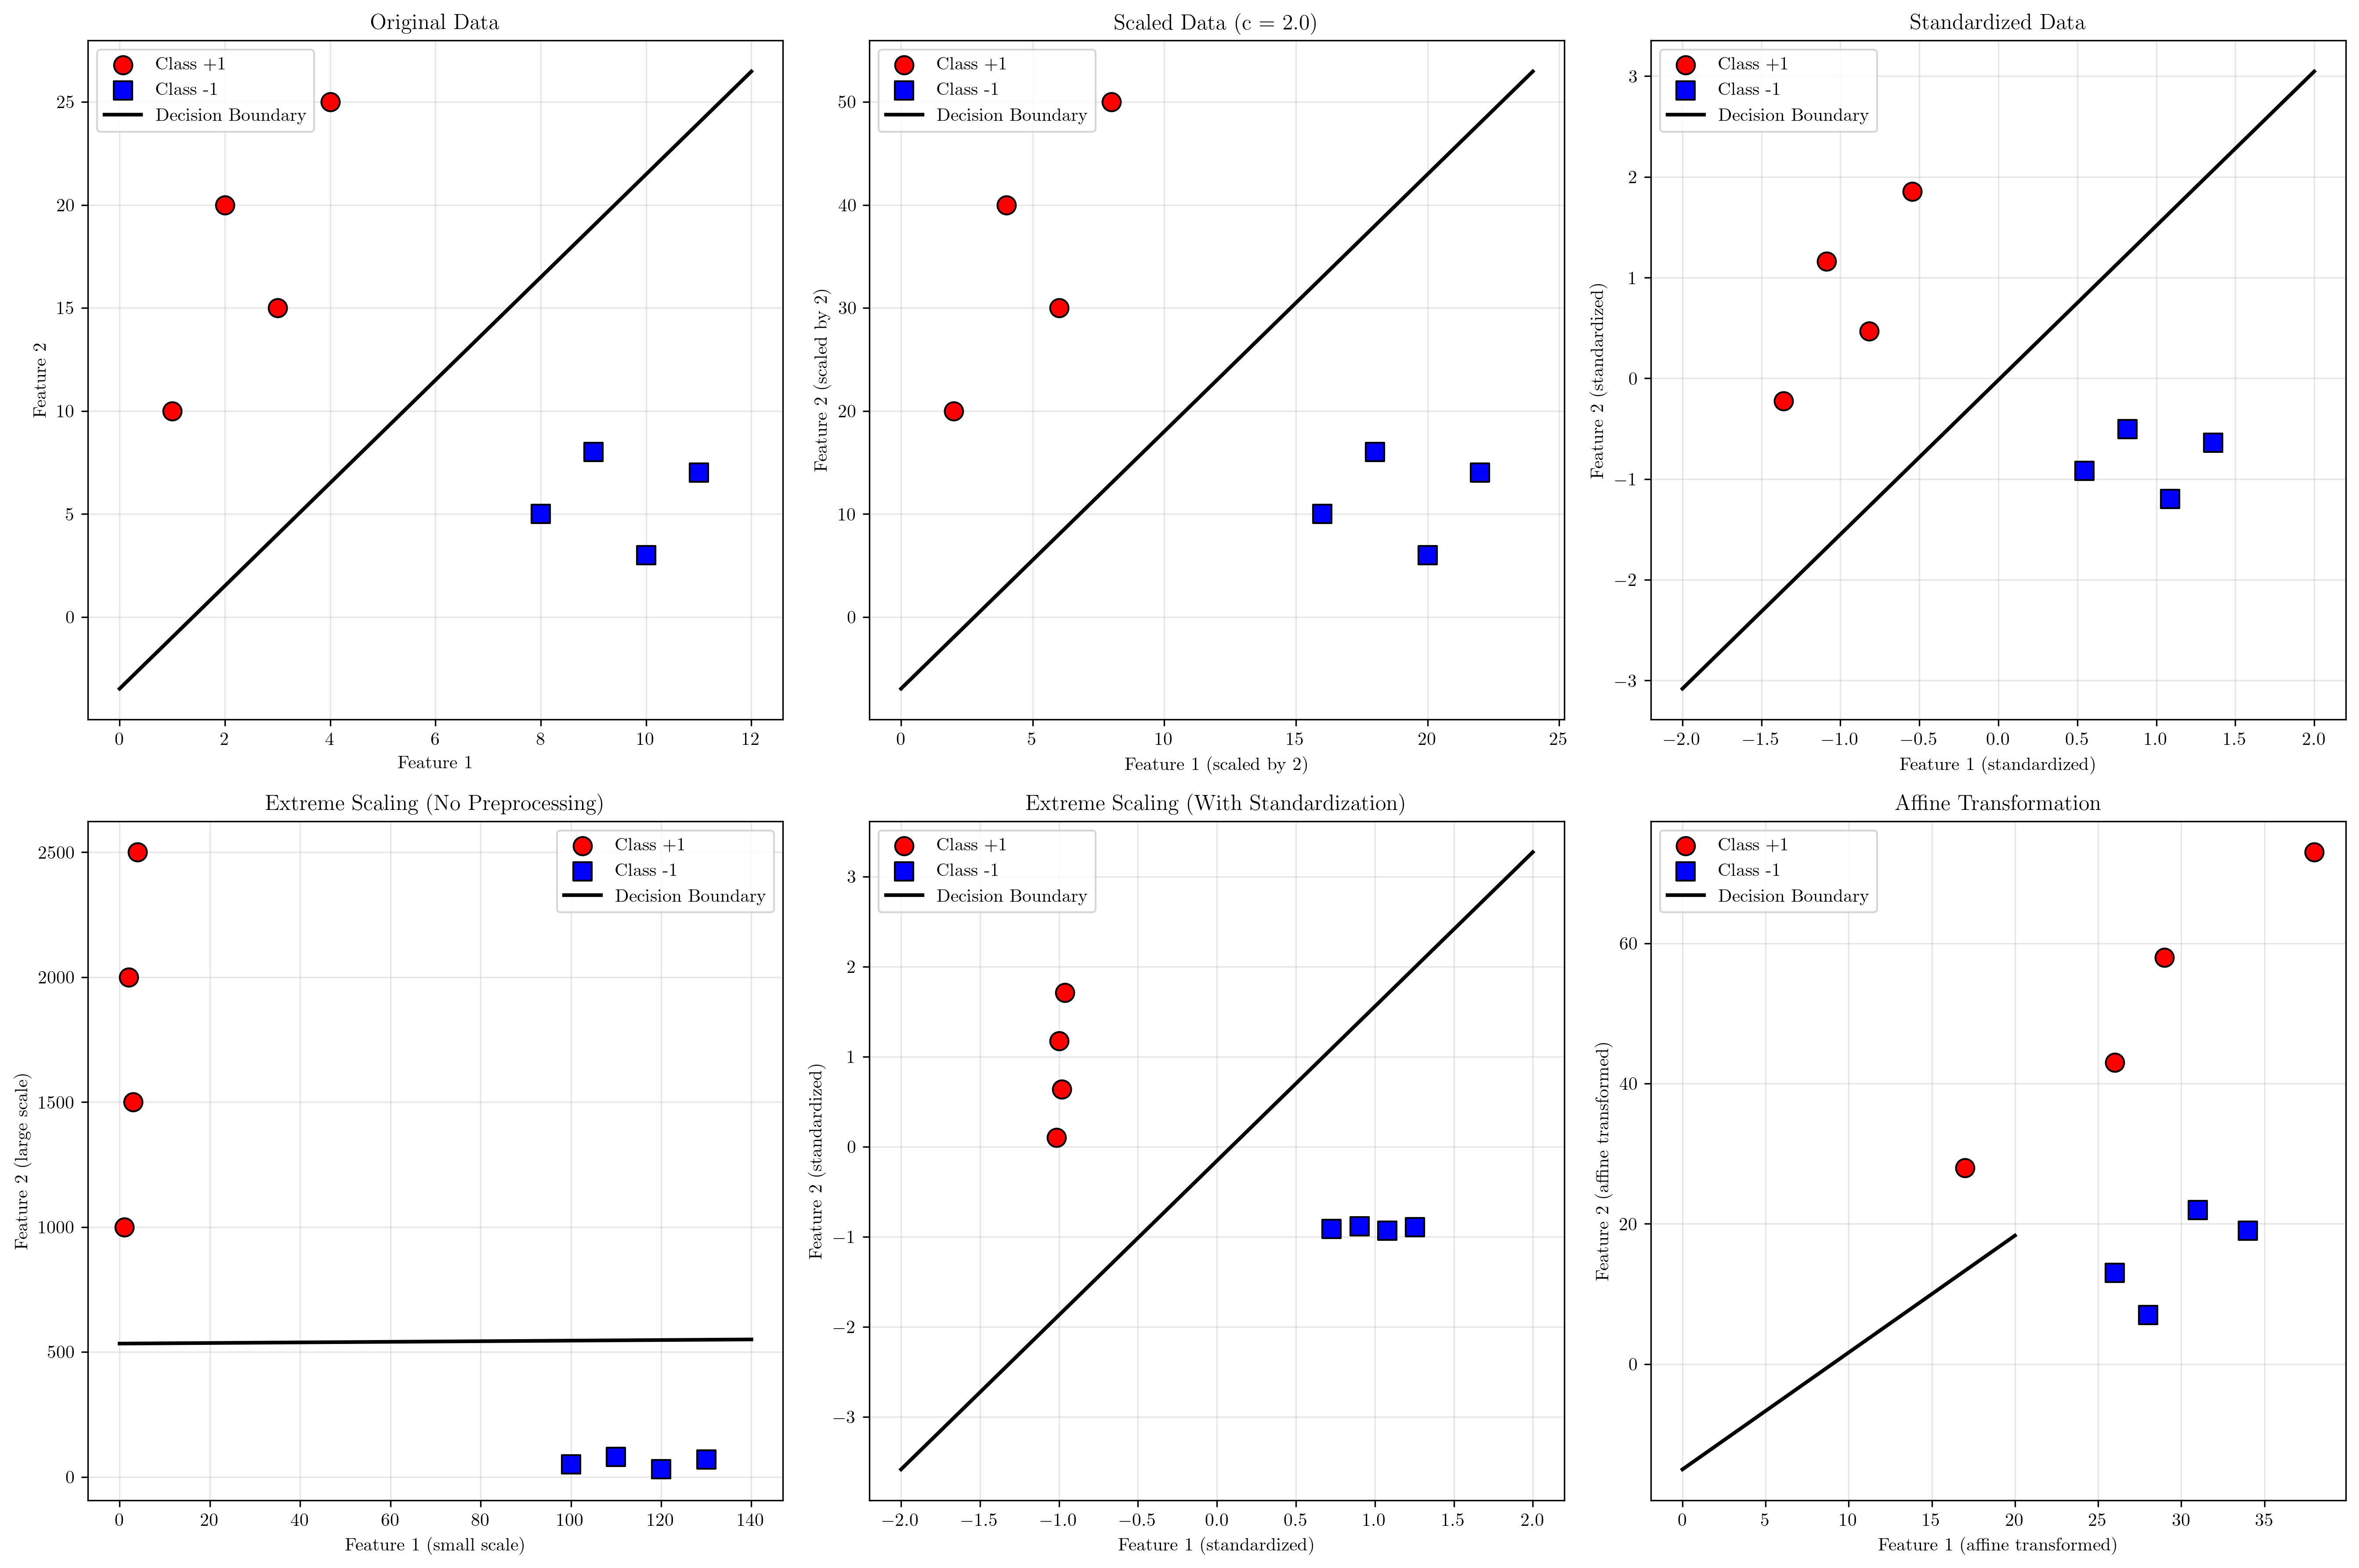 Original Data
Class +1
Class -1
Decision Boundary
25
20
15
10
5
0
Feature 2
0 2 4 6 8 10 12
Feature 1
Scaled Data (c = 2.0)
Class +1
Class -1
Decision Boundary
50
40
30
20
10
0
Feature 2 (scaled by 2)
0 5 10 15 20 25
Feature 1 (scaled by 2)
Standardized Data
Class +1
Class -1
Decision Boundary
3
2
1
0
−1
−2
−3
Feature 2 (standardized)
−2.0 −1.5 −1.0 −0.5 0.0 0.5 1.0 1.5 2.0
Feature 1 (standardized)
Extreme Scaling (No Preprocessing)
Class +1
Class -1
Decision Boundary
2500
2000
1500
1000
500
0
Feature 2 (large scale)
0 20 40 60 80 100 120 140
Feature 1 (small scale)
Extreme Scaling (With Standardization)
Class +1
Class -1
Decision Boundary
3
2
1
0
−1
−2
−3
Feature 2 (standardized)
−2.0 −1.5 −1.0 −0.5 0.0 0.5 1.0 1.5 2.0
Feature 1 (standardized)
Affine Transformation
Class +1
Class -1
Decision Boundary
60
40
20
0
Feature 2 (affine transformed)
0 5 10 15 20 25 30 35
Feature 1 (affine transformed)